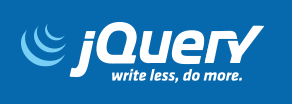 jQuery
write less, do more.